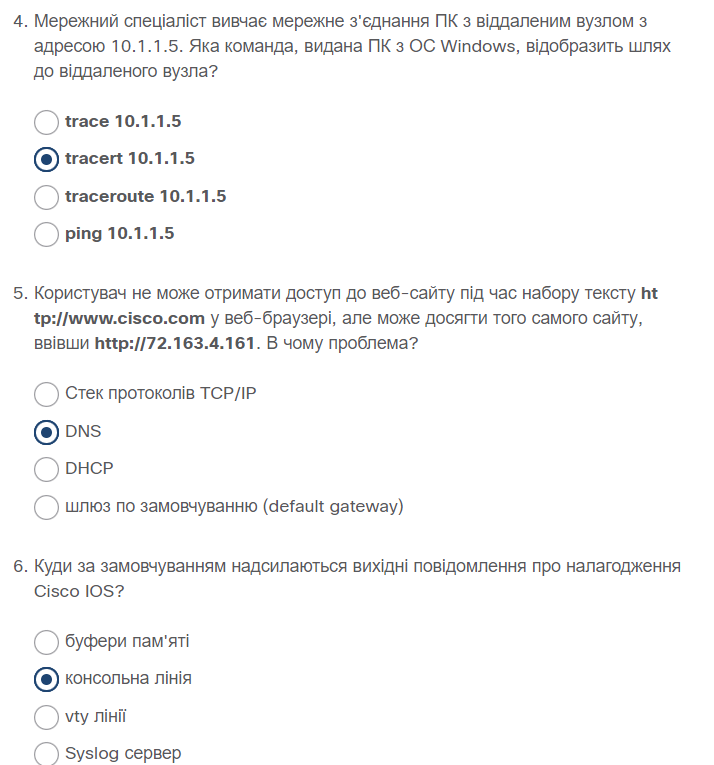 4. Мережний спеціаліст вивчає мережне з'єднання ПК з віддаленим вузлом з
адресою 10.1.1.5. Яка команда, видана ПК з ОС Windows, відобразить шлях
до віддаленого вузла?
trace 10.1.1.5
tracert 10.1.1.5
traceroute 10.1.1.5
ping 10.1.1.5
5. Користувач не може отримати доступ до веб-сайту під час набору тексту ht
tp://www.cisco.com у веб-браузері, але може досягти того самого сайту,
ввівши http://72.163.4.161. В чому проблема?
Стек протоколів TCP/IP
DNS
DHCP
шлюз по замовчуванню (default gateway)
6. Куди за замовчуванням надсилаються вихідні повідомлення про налагодження
Cisco IOS?
буфери пам'яті
консольна лінія
vty лінії
Syslog сервер